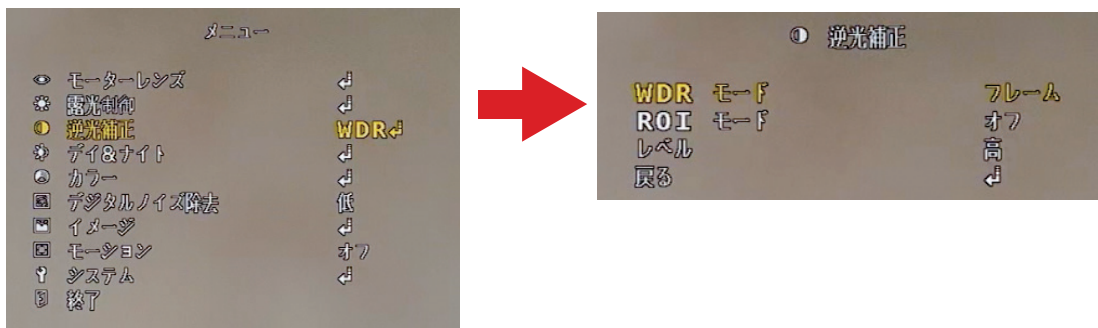 メニュー
モーターレンズ
露光制御
逆光補正 WDR
デイ&ナイト
カラー
デジタルノイズ除去 低
イメージ
モーション オフ
システム
終了
逆光補正
WDR モード フレーム
ROI モード オフ
レベル 高
戻る